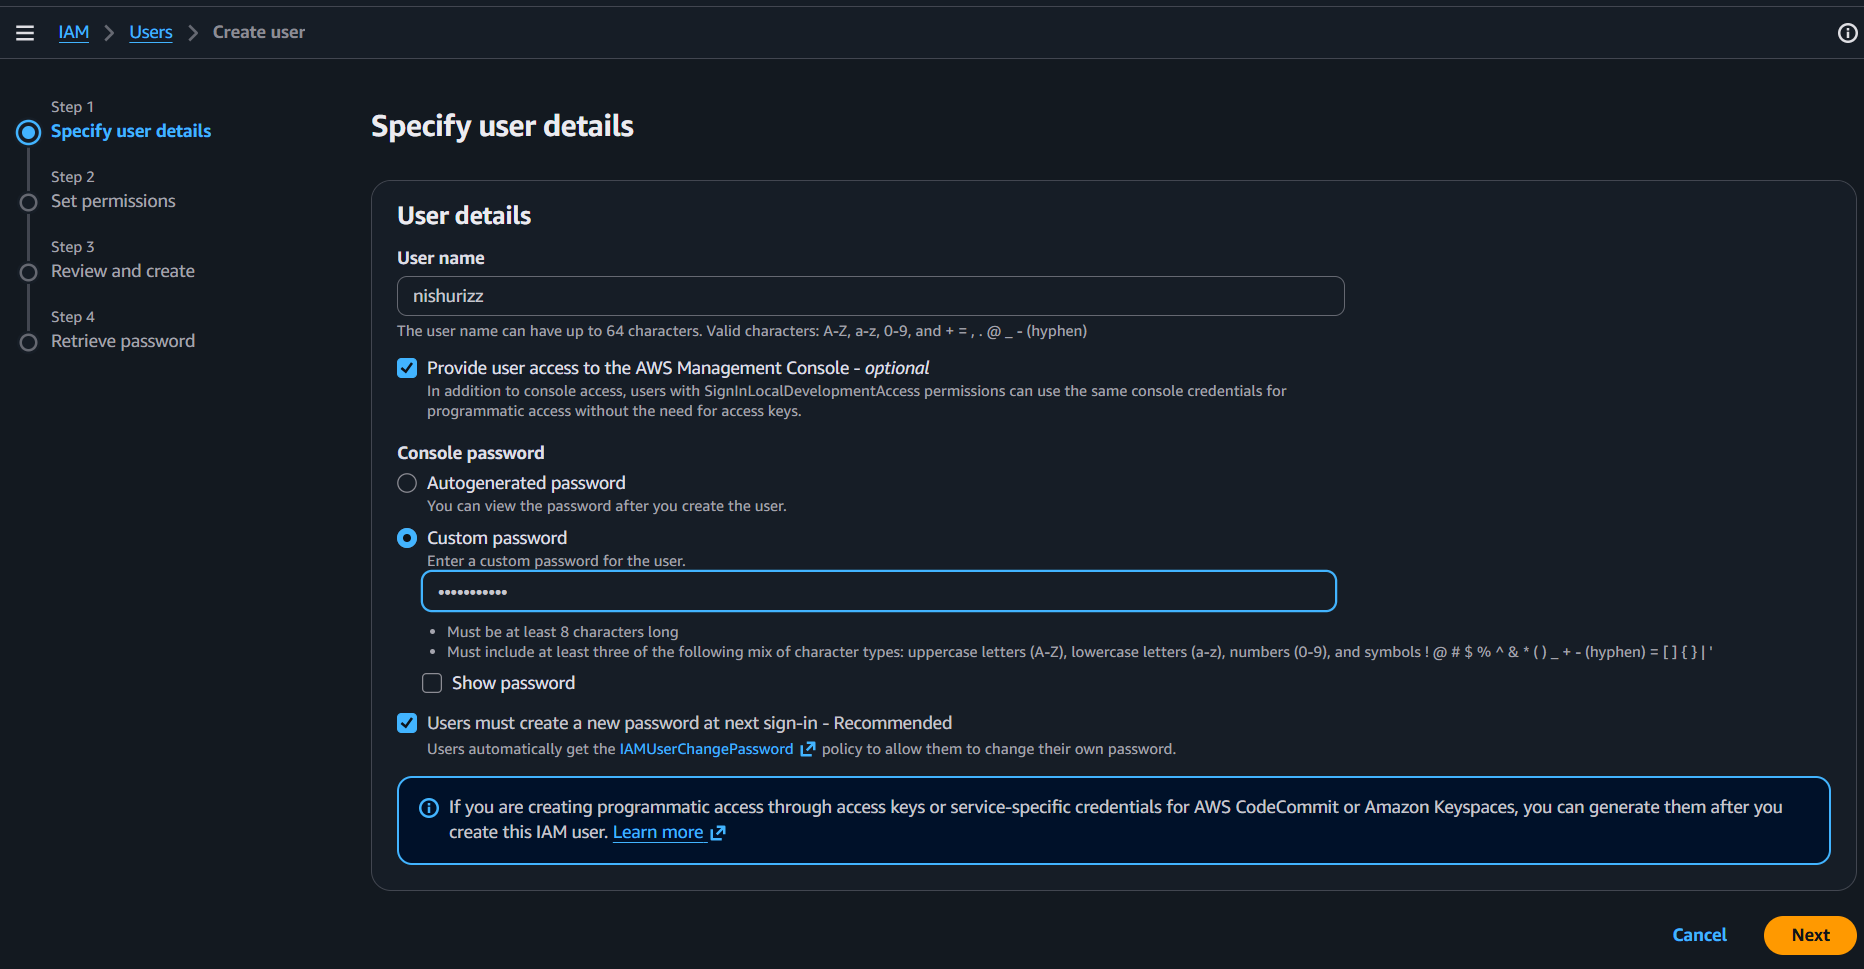 IAM > Users > Create user
Step 1
Specify user details
Step 2
Set permissions
Step 3
Review and create
Step 4
Retrieve password
Specify user details
User details
User name
nishurizz
The user name can have up to 64 characters. Valid characters: A-Z, a-z, 0-9, and + = , . @ _ - (hyphen)
Provide user access to the AWS Management Console - optional
In addition to console access, users with SignInLocalDevelopmentAccess permissions can use the same console credentials for
programmatic access without the need for access keys.
Console password
Autogenerated password
You can view the password after you create the user.
Custom password
Enter a custom password for the user.
•••••••••••
• Must be at least 8 characters long
• Must include at least three of the following mix of character types: uppercase letters (A-Z), lowercase letters (a-z), numbers (0-9), and symbols ! @ # $ % ^ & * ( ) _ + - (hyphen) = [ ] { } | '
Show password
Users must create a new password at next sign-in - Recommended
Users automatically get the IAMUserChangePassword policy to allow them to change their own password.
If you are creating programmatic access through access keys or service-specific credentials for AWS CodeCommit or Amazon Keyspaces, you can generate them after you
create this IAM user. Learn more
Cancel
Next